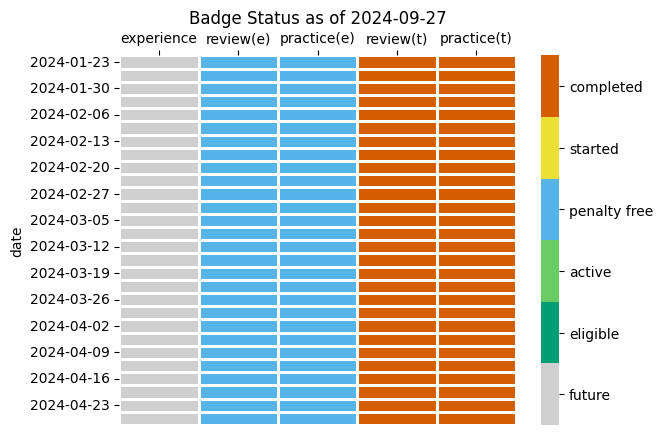 Badge Status as of 2024-09-27
experience review(e) practice(e) review(t) practice(t)
2024-01-23
2024-01-30
2024-02-06
2024-02-13
2024-02-20
2024-02-27
2024-03-05
2024-03-12
2024-03-19
2024-03-26
2024-04-02
2024-04-09
2024-04-16
2024-04-23
date
completed
started
penalty free
active
eligible
future